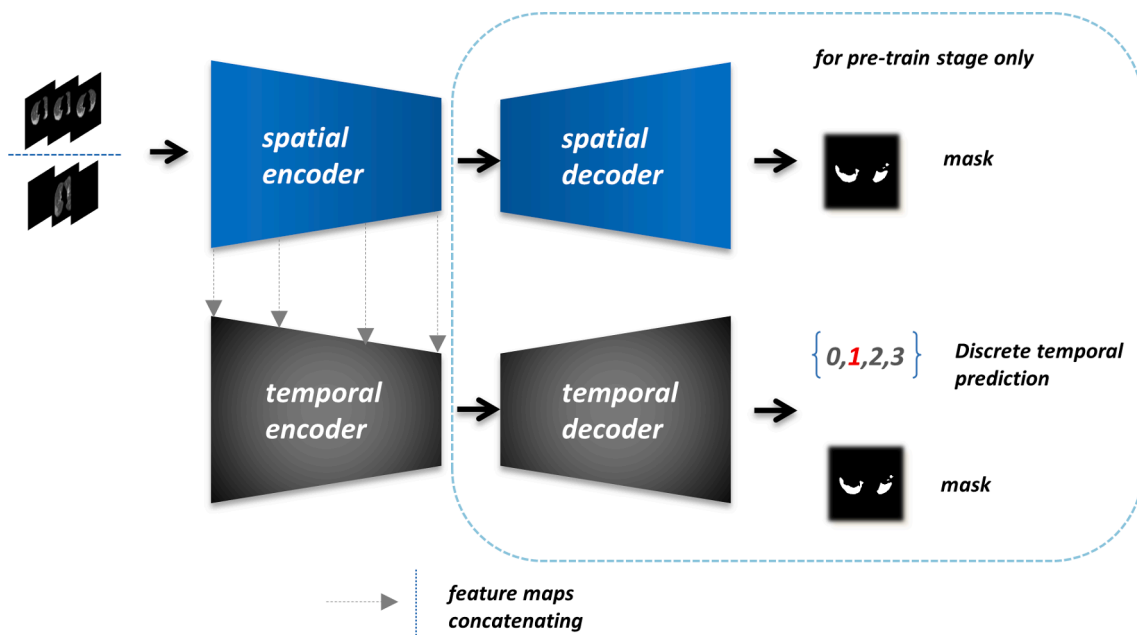 for pre-train stage only
spatial
encoder
spatial
decoder
mask
temporal
encoder
temporal
decoder
{0,1,2,3}
Discrete temporal
prediction
mask
feature maps
concatenating